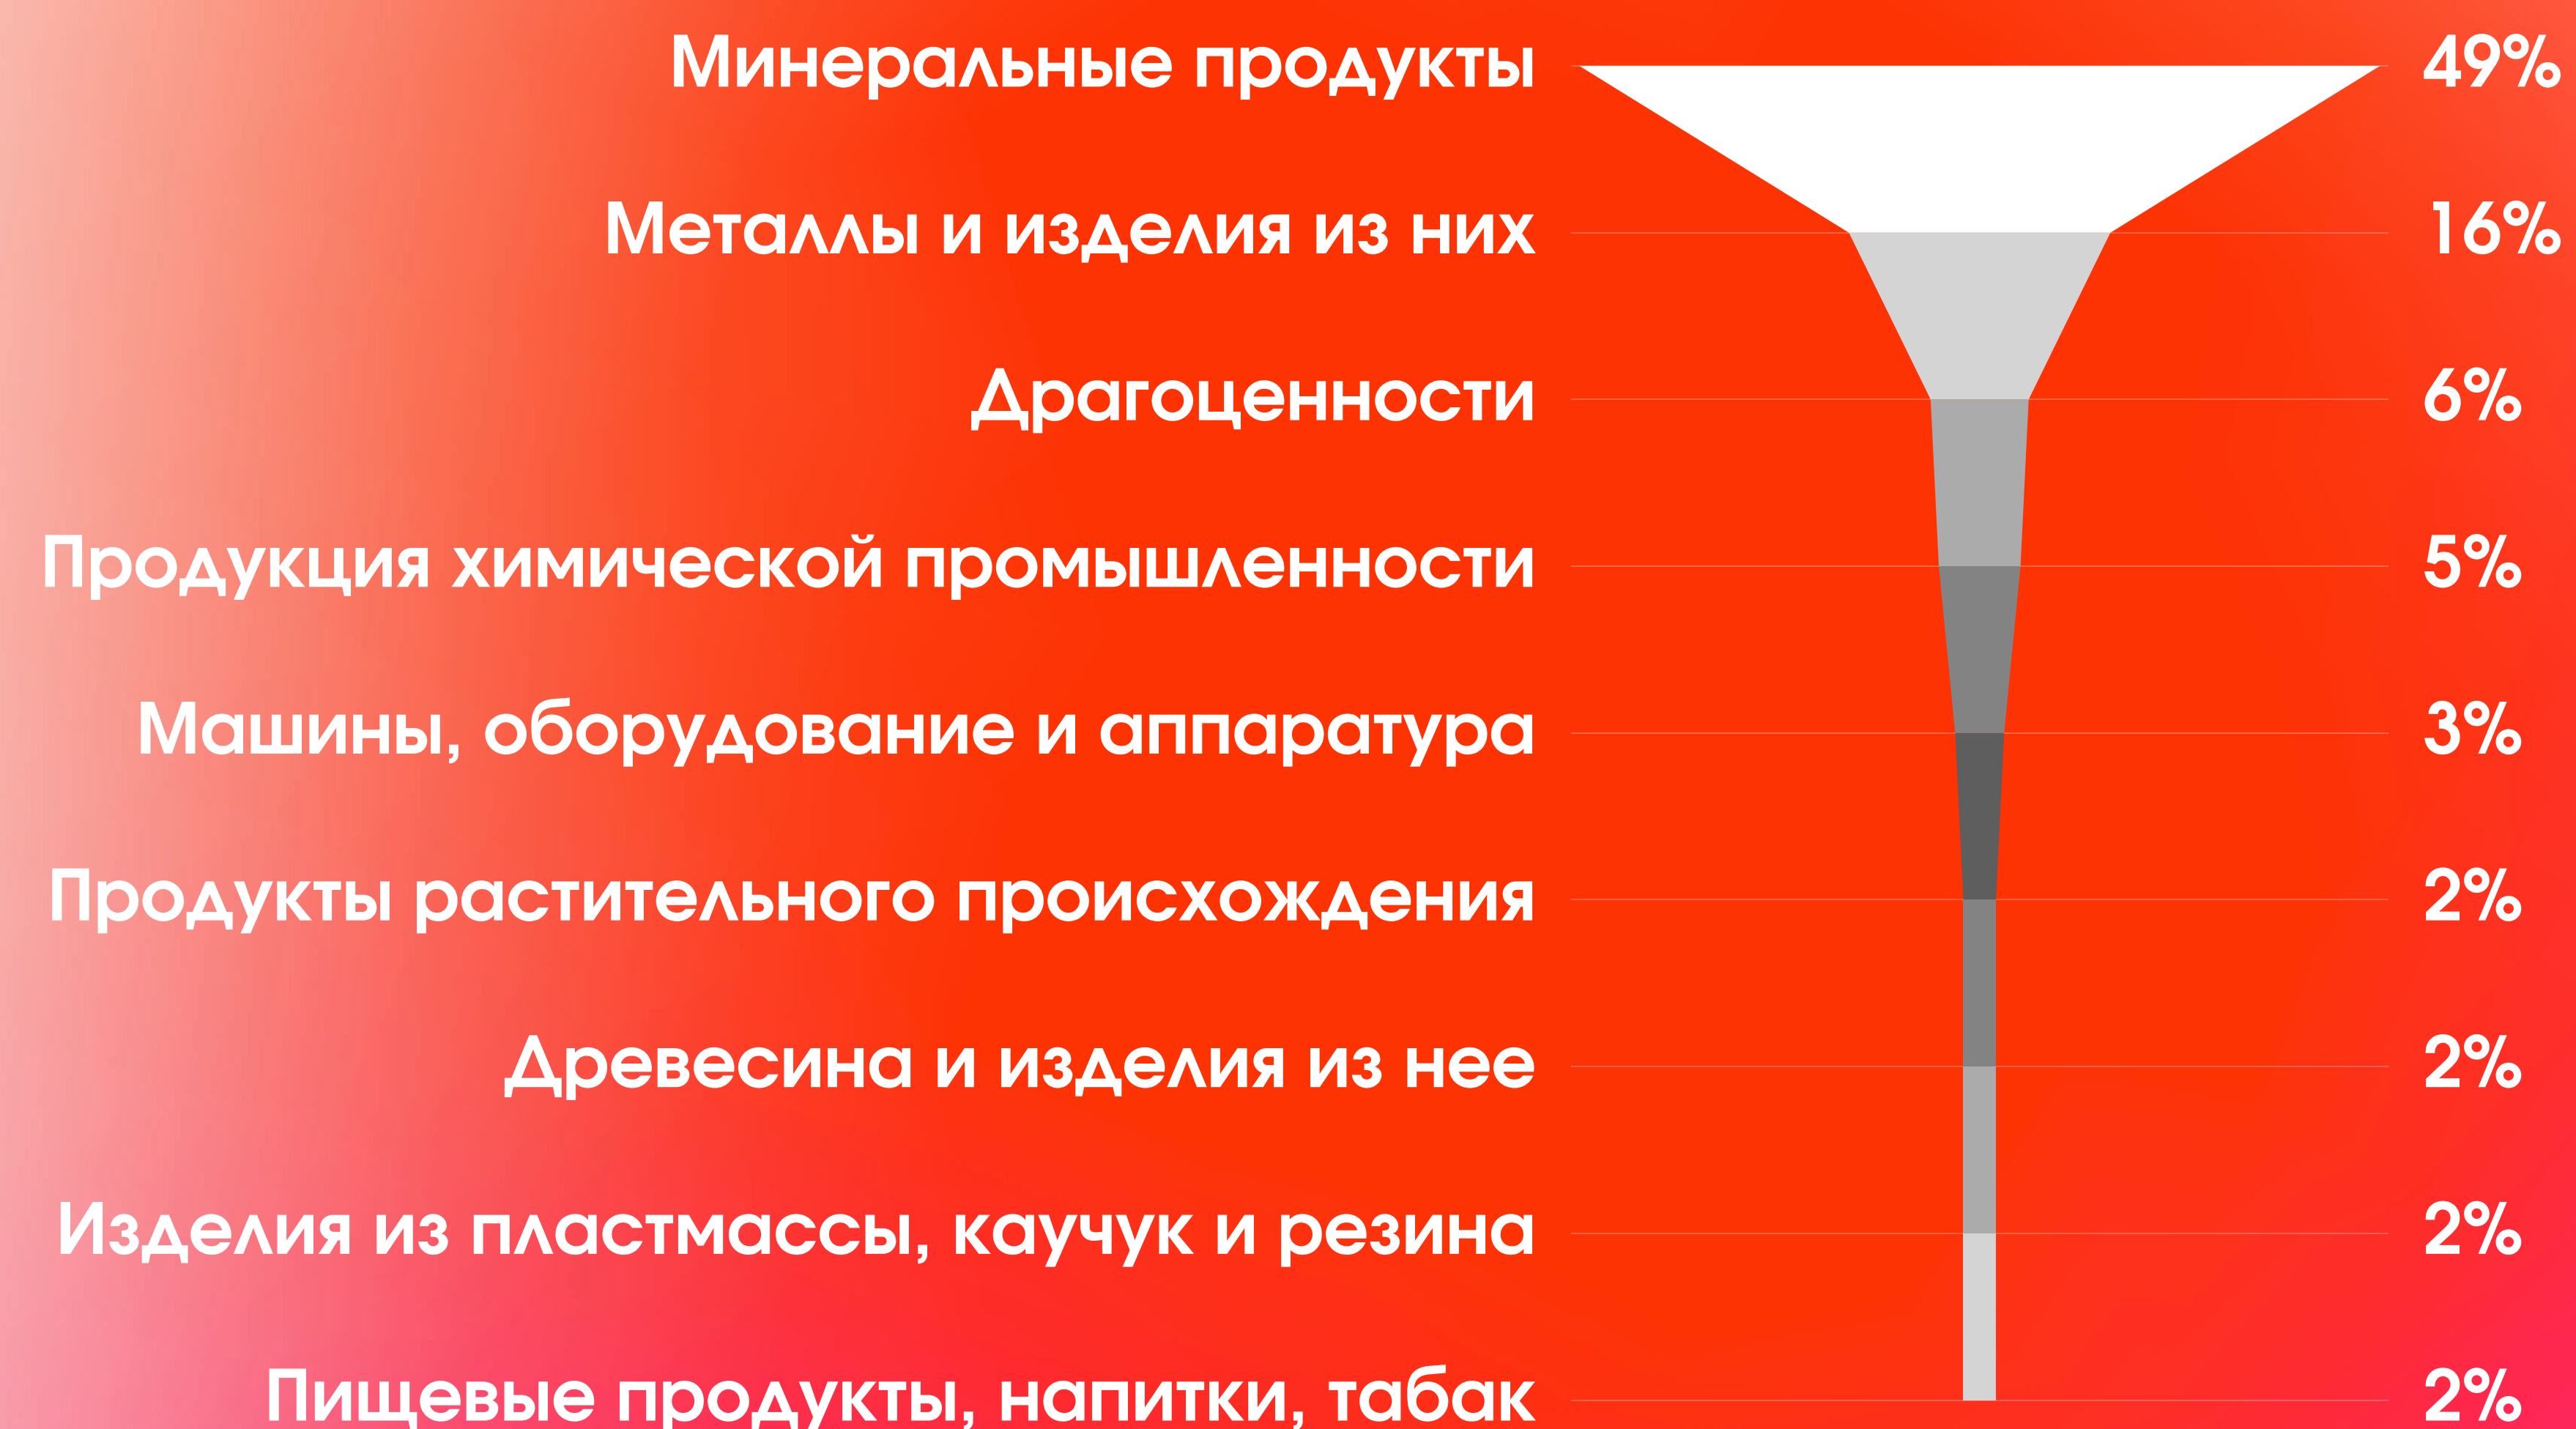 Минеральные продукты 49%
Металлы и изделия из них 16%
Драгоценности 6%
Продукция химической промышленности 5%
Машины, оборудование и аппаратура 3%
Продукты растительного происхождения 2%
Древесина и изделия из нее 2%
Изделия из пластмассы, каучук и резина 2%
Пищевые продукты, напитки, табак 2%